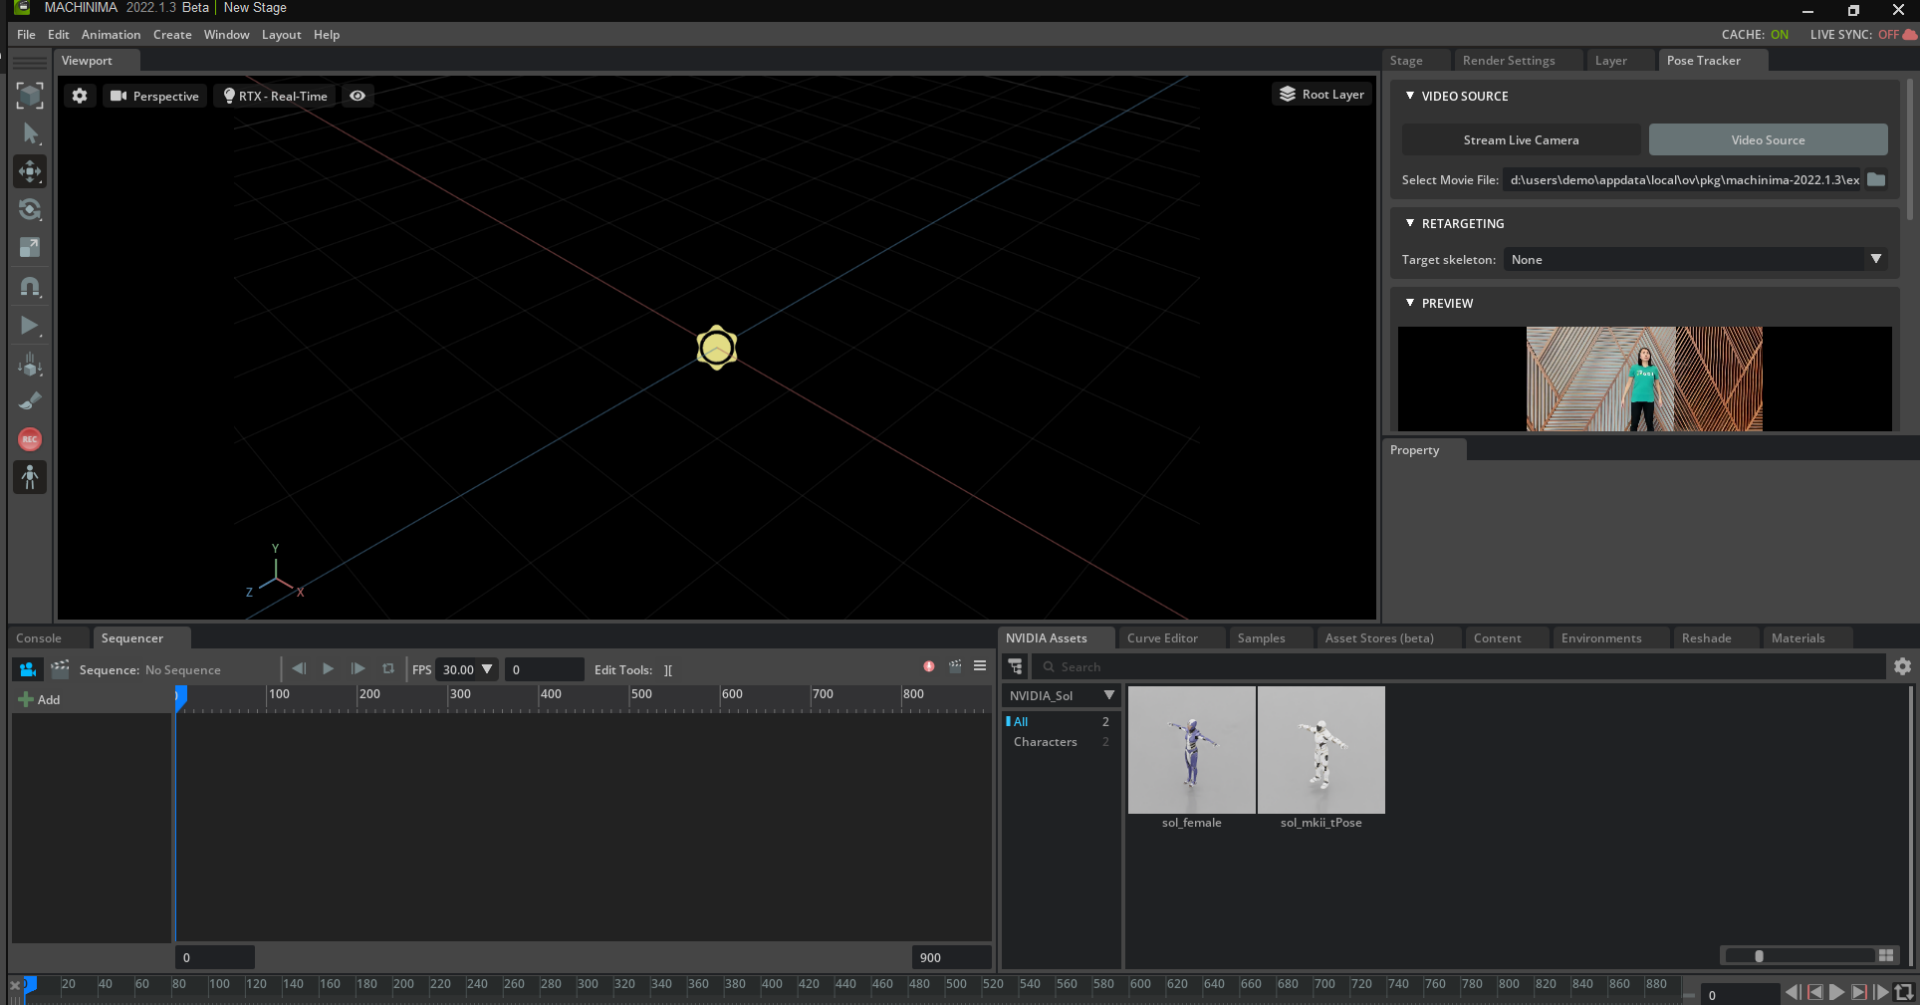 MACHINIMA 2022.1.3 Beta | New Stage
File Edit Animation Create Window Layout Help
CACHE: ON LIVE SYNC: OFF
Viewport
Stage Render Settings Layer Pose Tracker
Perspective RTX - Real-Time
Root Layer
VIDEO SOURCE
Stream Live Camera Video Source
Select Movie File: d:\users\demo\appdata\local\ov\pkg\machinima-2022.1.3\ex
RETARGETING
Target skeleton: None
PREVIEW
REC
Property
Y
Z X
Console Sequencer
Sequence: No Sequence FPS 30.00 0 Edit Tools: ][
Add
100 200 300 400 500 600 700 800
0 900
NVIDIA Assets Curve Editor Samples Asset Stores (beta) Content Environments Reshade Materials
Search
NVIDIA_Sol
All 2
Characters 2
sol_female sol_mkii_tPose
20 40 60 80 100 120 140 160 180 200 220 240 260 280 300 320 340 360 380 400 420 440 460 480 500 520 540 560 580 600 620 640 660 680 700 720 740 760 780 800 820 840 860 880
0